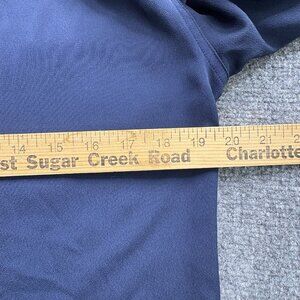 14 15 16 17 18 19 20 21
st Sugar Creek Road Charlotte